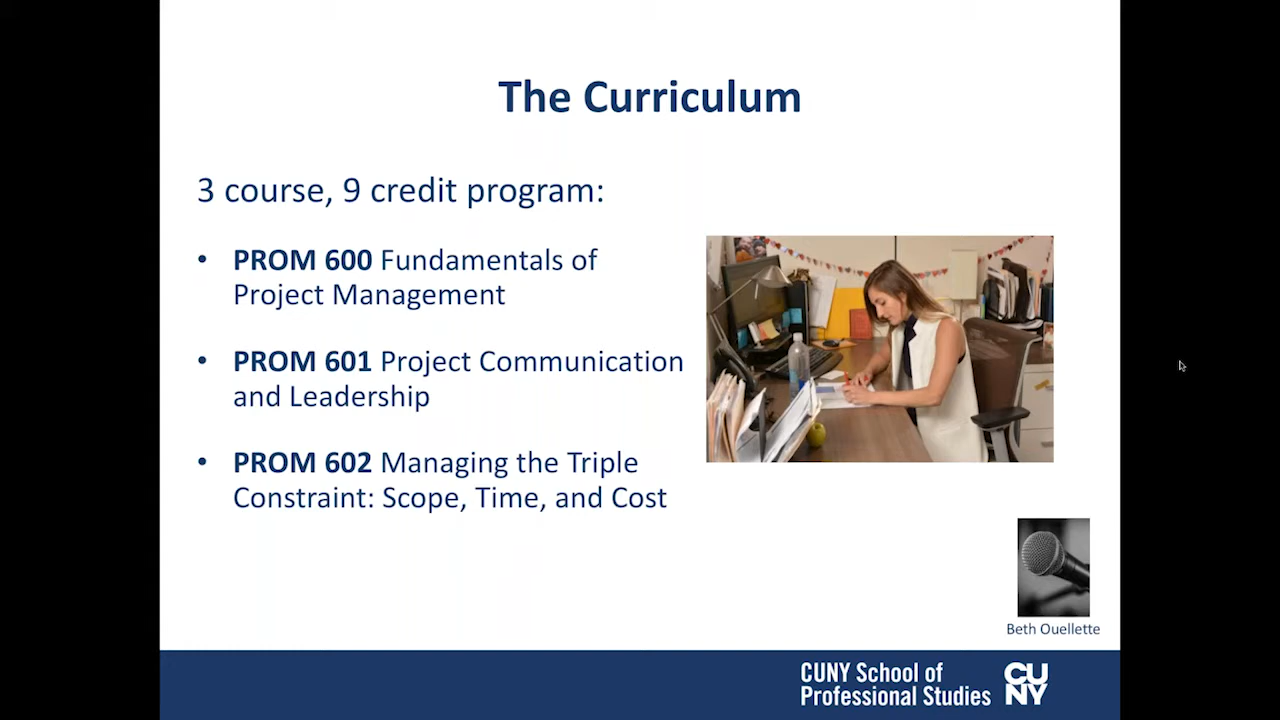 The Curriculum
3 course, 9 credit program:
• PROM 600 Fundamentals of
Project Management
• PROM 601 Project Communication
and Leadership
• PROM 602 Managing the Triple
Constraint: Scope, Time, and Cost
Beth Ouellette
CUNY School of
Professional Studies
CU
NY